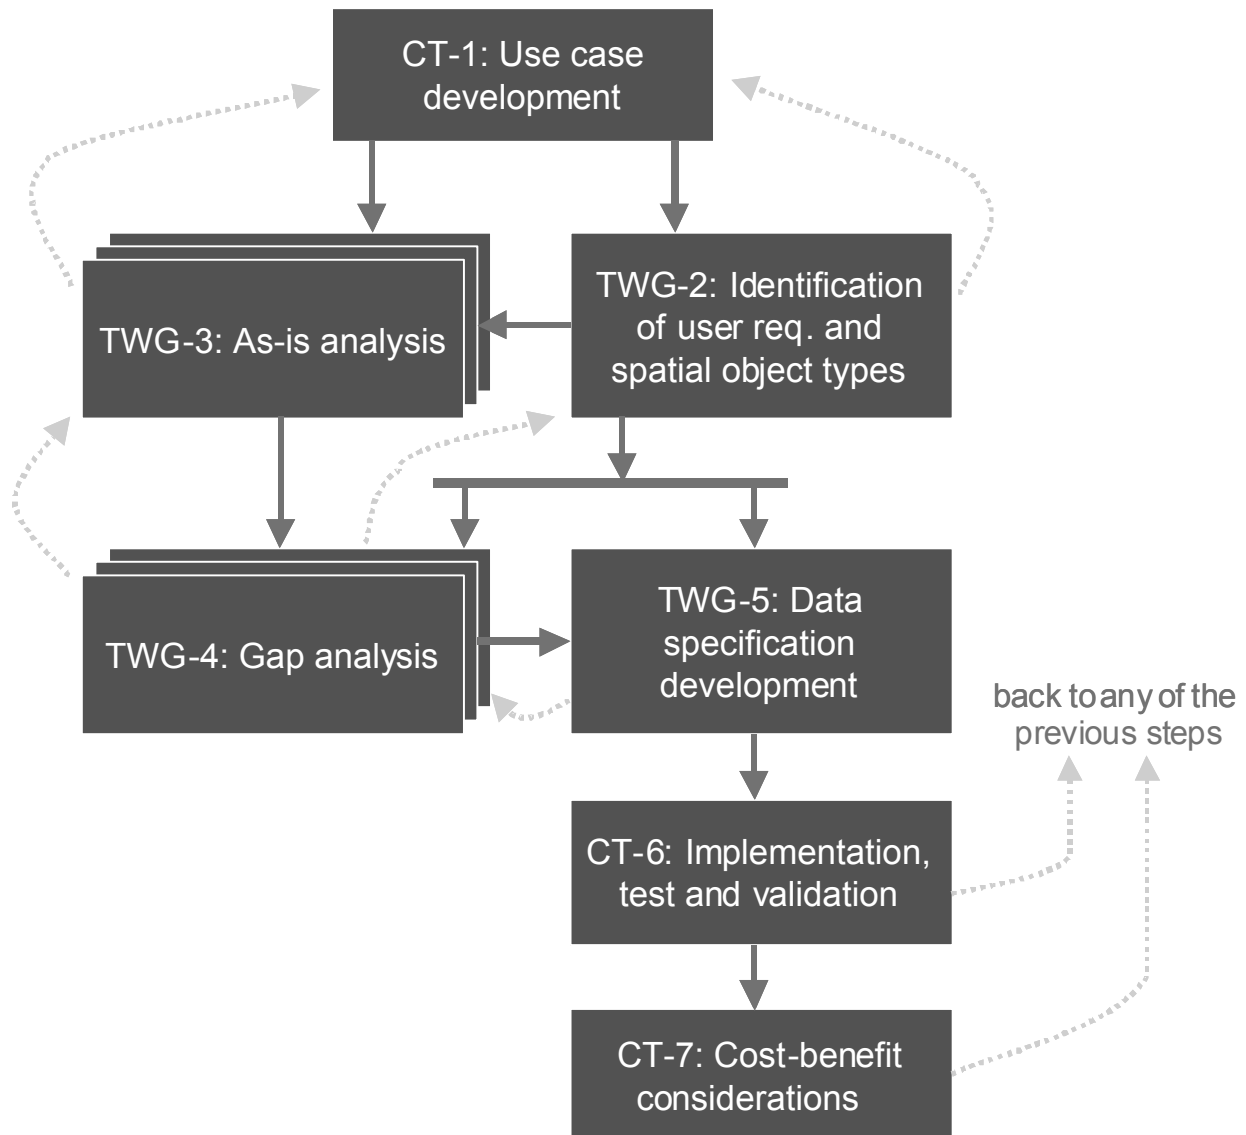 CT-1: Use case
development
TWG-3: As-is analysis
TWG-2: Identification
of user req. and
spatial object types
TWG-4: Gap analysis
TWG-5: Data
specification
development
back to any of the
previous steps
CT-6: Implementation,
test and validation
CT-7: Cost-benefit
considerations